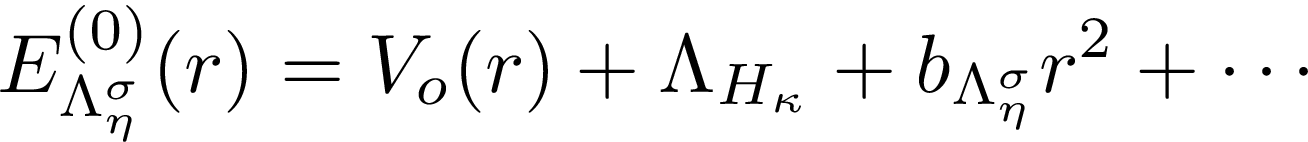 $E^{(0)}_{\Lambda^{\sigma}_{\eta}}(r) = V_o(r) + \Lambda_{H_\kappa} + b_{\Lambda^{\sigma}_{\eta}} r^2 + \cdots$